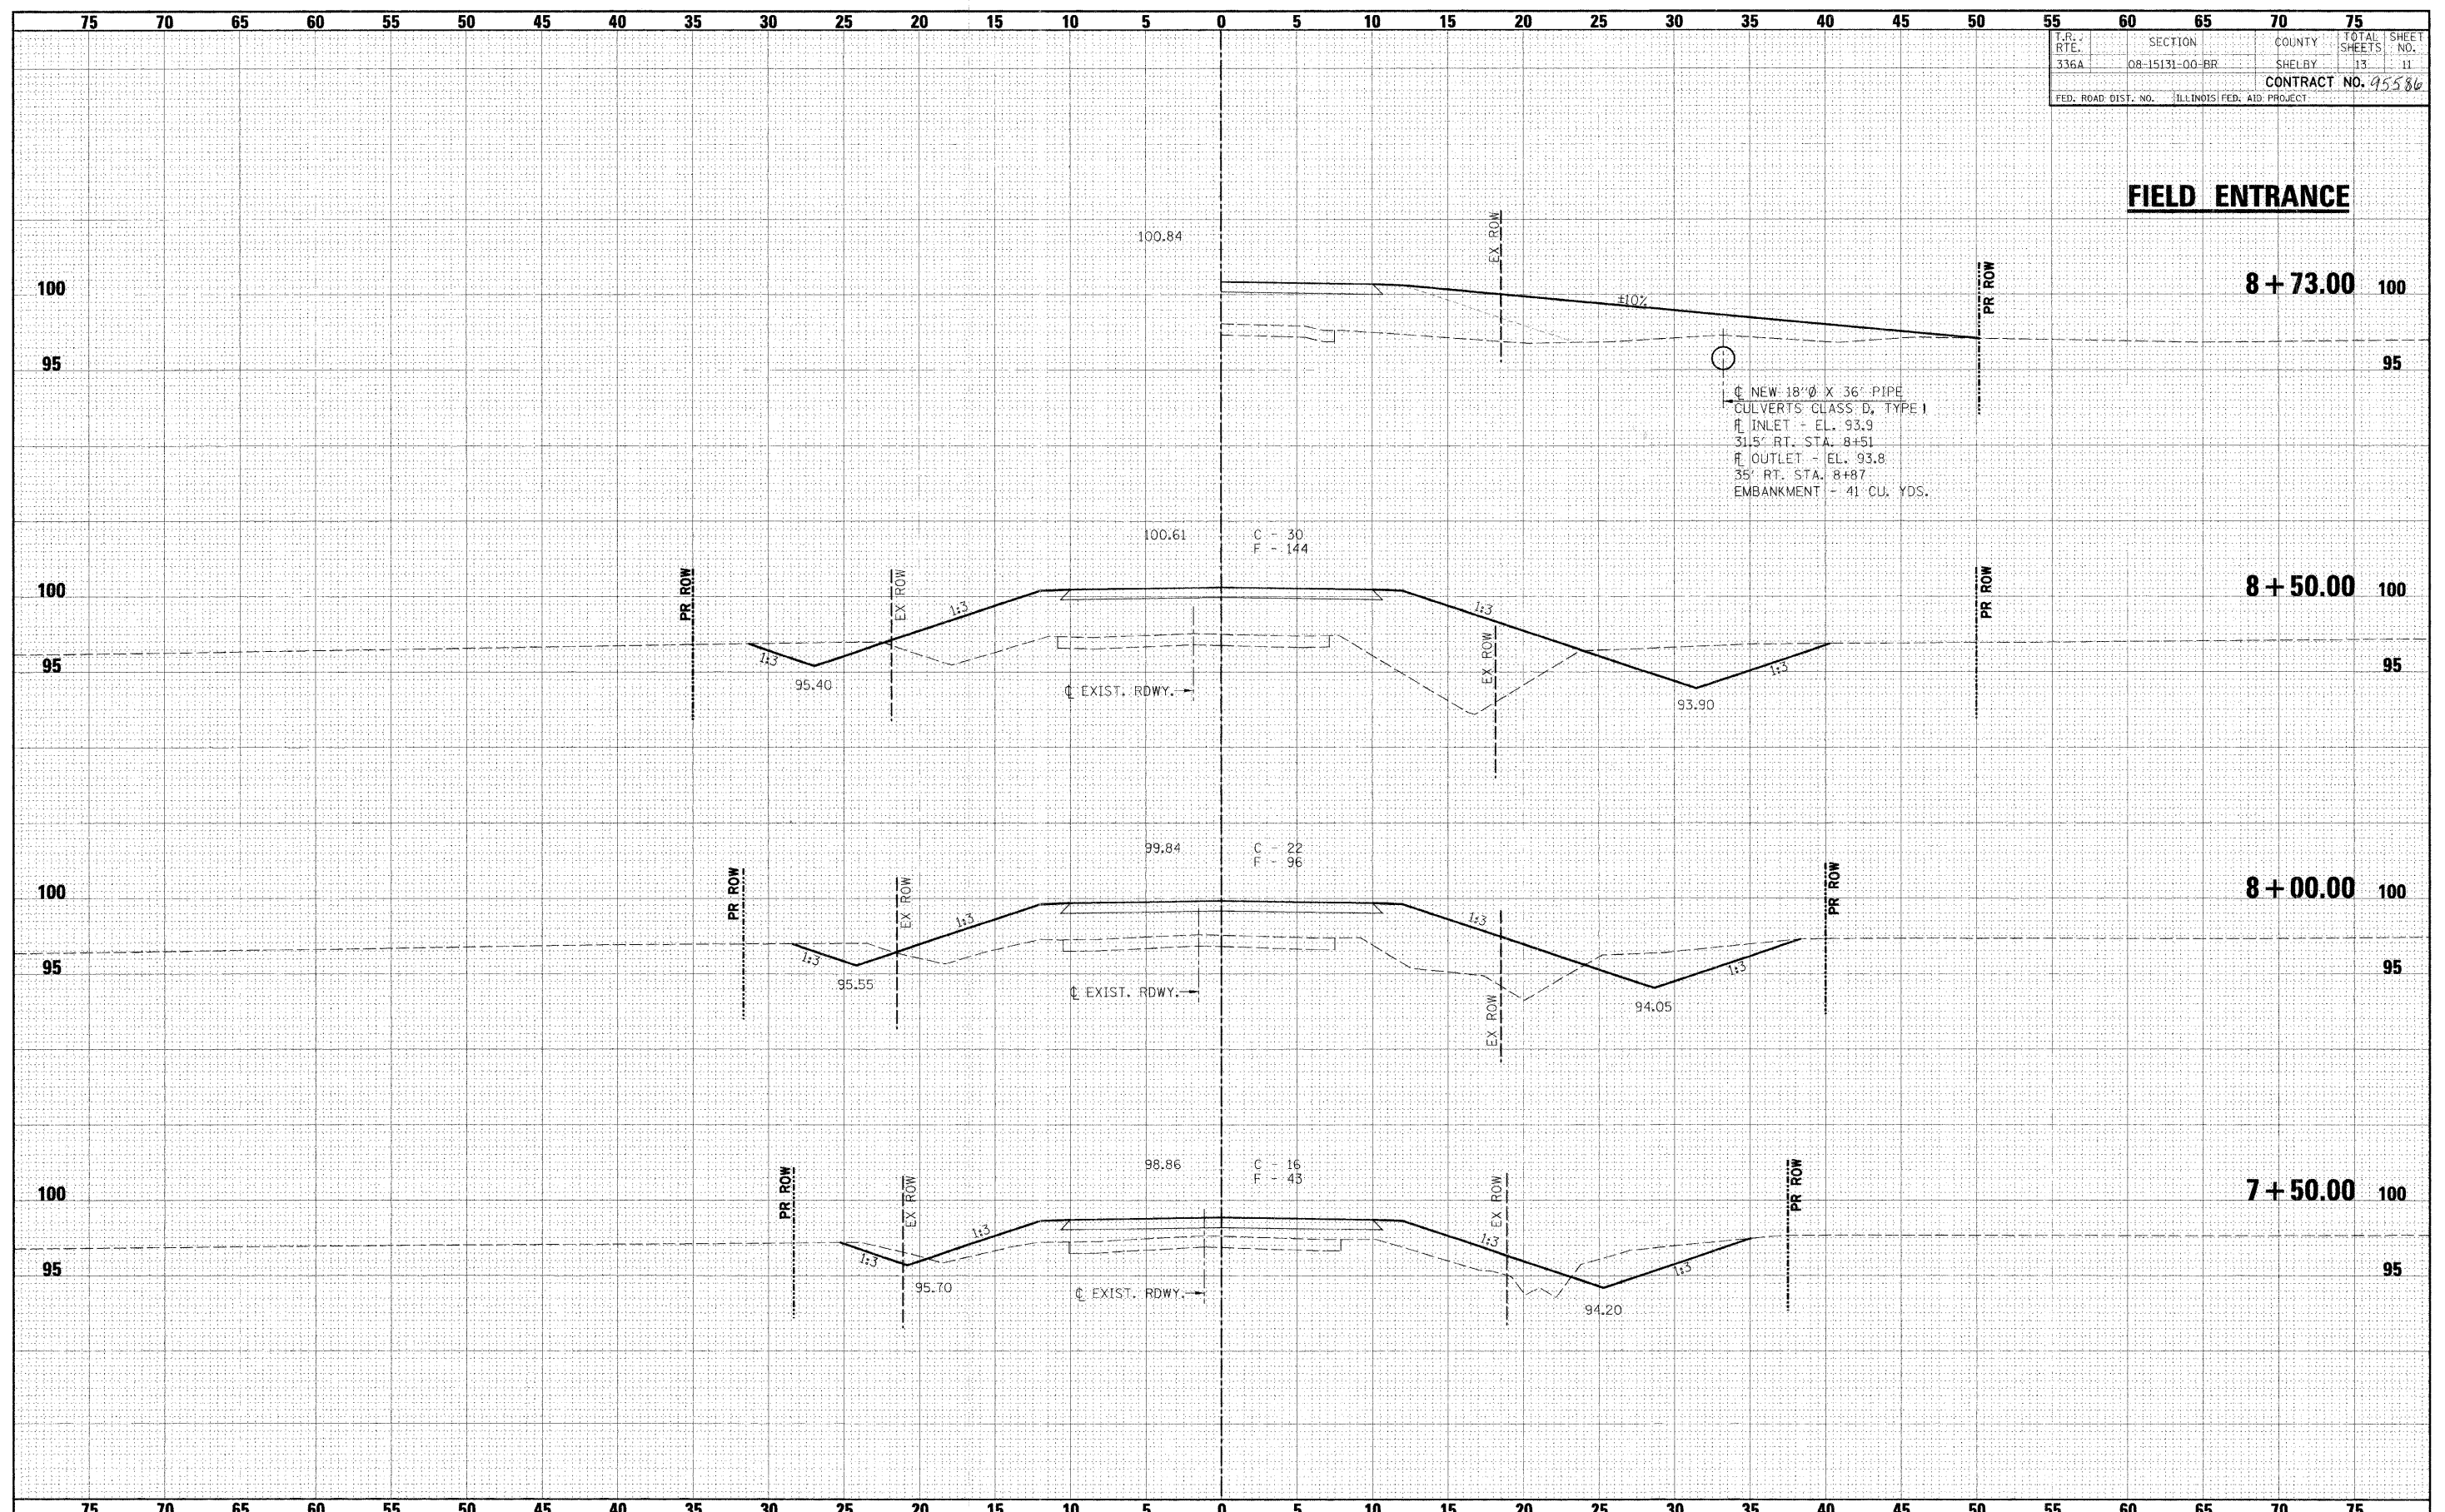 75 70 65 60 55 50 45 40 35 30 25 20 15 10 5 0 5 10 15 20 25 30 35 40 45 50 55 60 65 70 75
T.R. RTE. SECTION COUNTY TOTAL SHEETS SHEET NO.
336A 08-15131-00-BR SHELBY 13 11
CONTRACT NO. 95586
FED. ROAD DIST. NO. ILLINOIS FED. AID PROJECT
FIELD ENTRANCE
100.84
EX ROW
PR ROW
100 8+73.00 100
±10%
95 95
℄ NEW 18"Ø X 36' PIPE
CULVERTS CLASS D, TYPE 1
FL INLET - EL. 93.9
31.5' RT. STA. 8+51
FL OUTLET - EL. 93.8
35' RT. STA. 8+87
EMBANKMENT - 41 CU. YDS.
100.61 C - 30
F - 144
PR ROW EX ROW PR ROW
100 8+50.00 100
1:3 1:3
EX ROW
95 1:3 1:3 95
95.40 ℄ EXIST. RDWY. 93.90
99.84 C - 22
F - 96
PR ROW EX ROW PR ROW
100 8+00.00 100
1:3 1:3
95 1:3 1:3 95
95.55 ℄ EXIST. RDWY. EX ROW 94.05
98.86 C - 16
F - 43
PR ROW EX ROW EX ROW PR ROW
100 7+50.00 100
1:3 1:3
95 1:3 1:3 95
95.70 ℄ EXIST. RDWY. 94.20
75 70 65 60 55 50 45 40 35 30 25 20 15 10 5 0 5 10 15 20 25 30 35 40 45 50 55 60 65 70 75